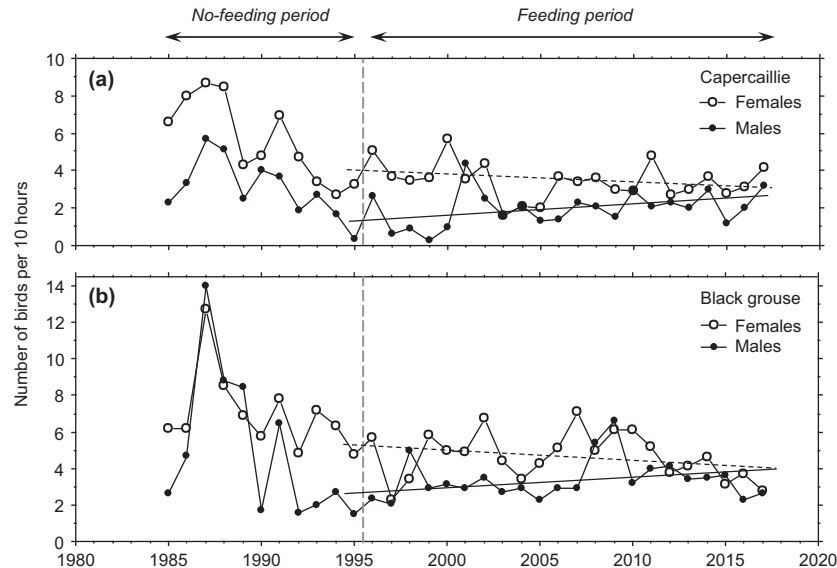 No-feeding period Feeding period
10
(a)
Capercaillie
8
Females
Males
6
4
2
0
Number of birds per 10 hours
14
(b)
Black grouse
Females
12
Males
10
8
6
4
2
0
1980 1985 1990 1995 2000 2005 2010 2015 2020